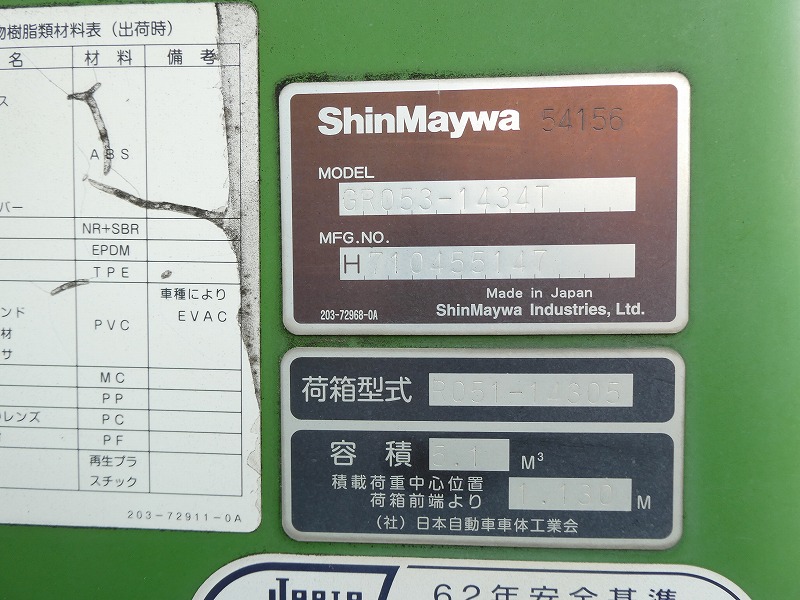 物樹脂類材料表（出荷時）
名 材料 備考
ス
ABS
バー
NR+SBR
EPDM
TPE
車種により
ンド PVC EVAC
材
サ
MC
PP
レンズ PC
PF
再生プラ
スチック
203-72911-0A
ShinMaywa 54156
MODEL
GR053-1434T
MFG.NO.
H710455147
Made in Japan
203-72968-0A ShinMaywa Industries, Ltd.
荷箱型式 R051-14305
容積 5.1 M³
積載荷重中心位置
荷箱前端より 1.130 M
（社）日本自動車車体工業会
62年安全基準